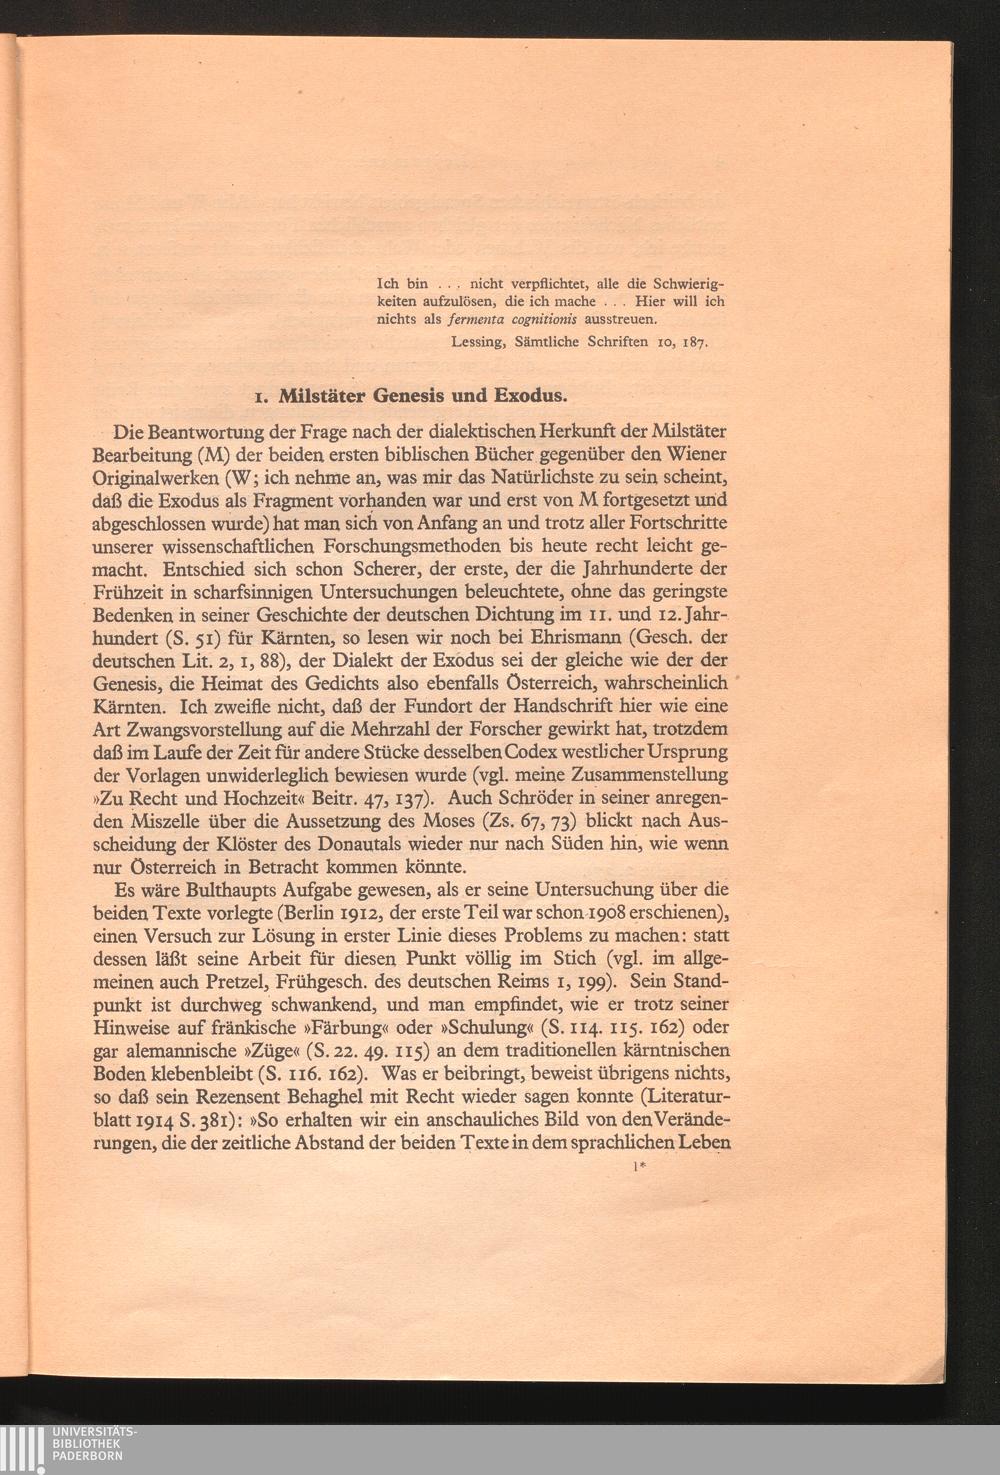 Ich bin . . . nicht verpflichtet, alle die Schwierig-
keiten aufzulösen, die ich mache . . . Hier will ich
nichts als fermenta cognitionis ausstreuen.
Lessing, Sämtliche Schriften 10, 187.
1. Milstäter Genesis und Exodus.
Die Beantwortung der Frage nach der dialektischen Herkunft der Milstäter
Bearbeitung (M) der beiden ersten biblischen Bücher gegenüber den Wiener
Originalwerken (W; ich nehme an, was mir das Natürlichste zu sein scheint,
daß die Exodus als Fragment vorhanden war und erst von M fortgesetzt und
abgeschlossen wurde) hat man sich von Anfang an und trotz aller Fortschritte
unserer wissenschaftlichen Forschungsmethoden bis heute recht leicht ge-
macht. Entschied sich schon Scherer, der erste, der die Jahrhunderte der
Frühzeit in scharfsinnigen Untersuchungen beleuchtete, ohne das geringste
Bedenken in seiner Geschichte der deutschen Dichtung im 11. und 12. Jahr-
hundert (S. 51) für Kärnten, so lesen wir noch bei Ehrismann (Gesch. der
deutschen Lit. 2, 1, 88), der Dialekt der Exodus sei der gleiche wie der der
Genesis, die Heimat des Gedichts also ebenfalls Österreich, wahrscheinlich
Kärnten. Ich zweifle nicht, daß der Fundort der Handschrift hier wie eine
Art Zwangsvorstellung auf die Mehrzahl der Forscher gewirkt hat, trotzdem
daß im Laufe der Zeit für andere Stücke desselben Codex westlicher Ursprung
der Vorlagen unwiderleglich bewiesen wurde (vgl. meine Zusammenstellung
»Zu Recht und Hochzeit« Beitr. 47, 137). Auch Schröder in seiner anregen-
den Miszelle über die Aussetzung des Moses (Zs. 67, 73) blickt nach Aus-
scheidung der Klöster des Donautals wieder nur nach Süden hin, wie wenn
nur Österreich in Betracht kommen könnte.
Es wäre Bulthaupts Aufgabe gewesen, als er seine Untersuchung über die
beiden Texte vorlegte (Berlin 1912, der erste Teil war schon 1908 erschienen),
einen Versuch zur Lösung in erster Linie dieses Problems zu machen: statt
dessen läßt seine Arbeit für diesen Punkt völlig im Stich (vgl. im allge-
meinen auch Pretzel, Frühgesch. des deutschen Reims 1, 199). Sein Stand-
punkt ist durchweg schwankend, und man empfindet, wie er trotz seiner
Hinweise auf fränkische »Färbung« oder »Schulung« (S. 114. 115. 162) oder
gar alemannische »Züge« (S. 22. 49. 115) an dem traditionellen kärntnischen
Boden klebenbleibt (S. 116. 162). Was er beibringt, beweist übrigens nichts,
so daß sein Rezensent Behaghel mit Recht wieder sagen konnte (Literatur-
blatt 1914 S. 381): »So erhalten wir ein anschauliches Bild von den Verände-
rungen, die der zeitliche Abstand der beiden Texte in dem sprachlichen Leben
1*
UNIVERSITÄTS-
BIBLIOTHEK
PADERBORN